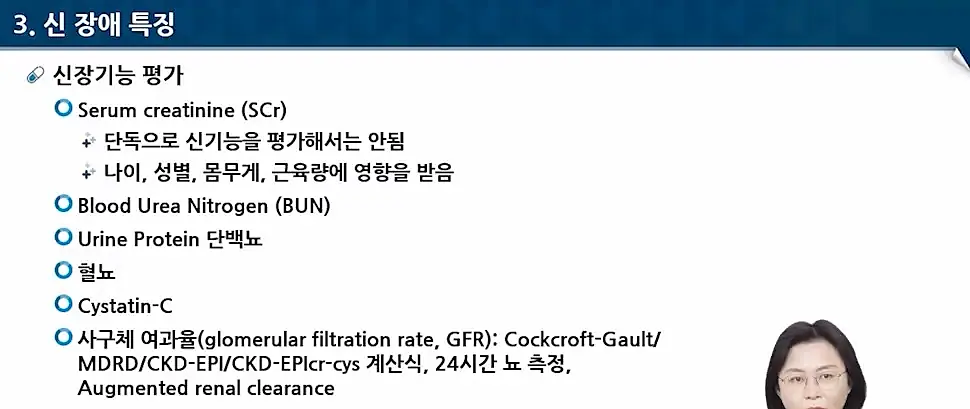 3. 신 장애 특징
신장기능 평가
Serum creatinine (SCr)
단독으로 신기능을 평가해서는 안됨
나이, 성별, 몸무게, 근육량에 영향을 받음
Blood Urea Nitrogen (BUN)
Urine Protein 단백뇨
혈뇨
Cystatin-C
사구체 여과율(glomerular filtration rate, GFR): Cockcroft-Gault/
MDRD/CKD-EPI/CKD-EPIcr-cys 계산식, 24시간 뇨 측정,
Augmented renal clearance